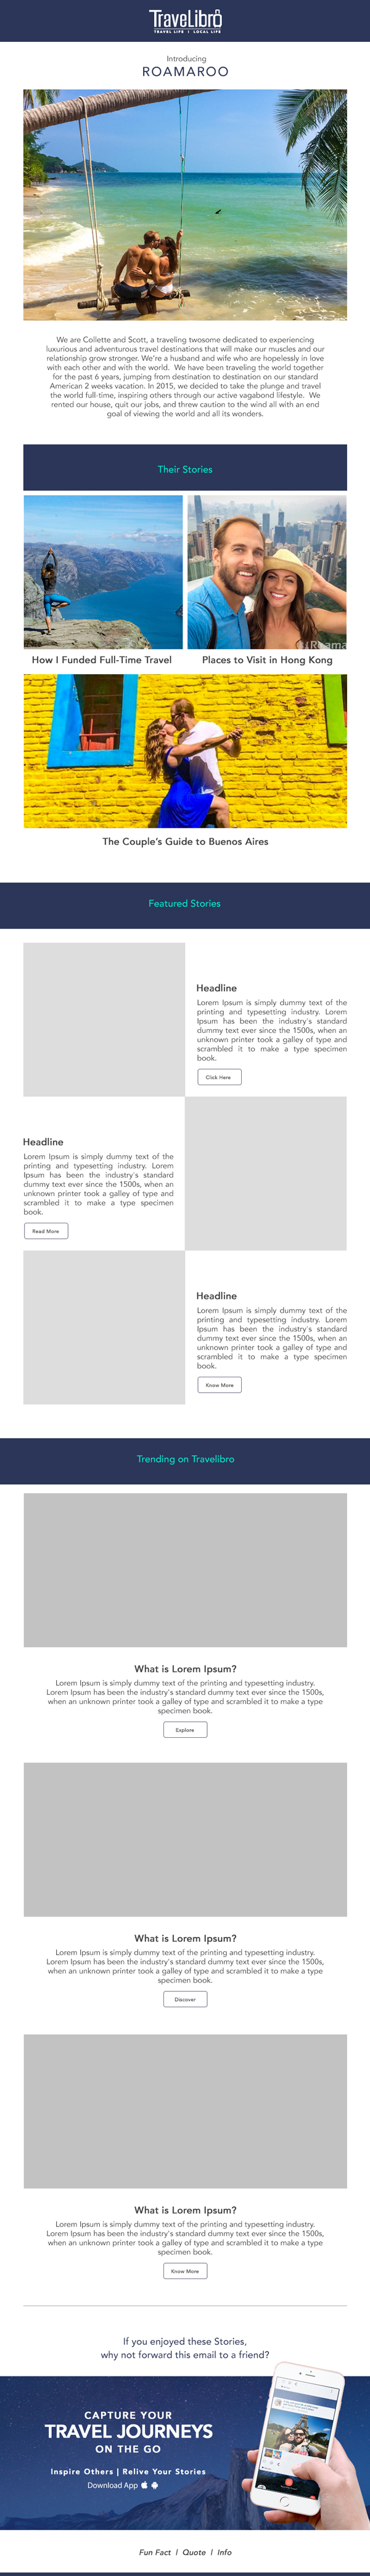 TraveLibro
TRAVEL LIFE | LOCAL LIFE
Introducing
ROAMAROO
We are Collette and Scott, a traveling twosome dedicated to experiencing
luxurious and adventurous travel destinations that will make our muscles and our
relationship grow stronger. We're a husband and wife who are hopelessly in love
with each other and with the world. We have been traveling the world together
for the past 6 years, jumping from destination to destination on our standard
American 2 weeks vacation. In 2015, we decided to take the plunge and travel
the world full-time, inspiring others through our active vagabond lifestyle. We
rented our house, quit our jobs, and threw caution to the wind all with an end
goal of viewing the world and all its wonders.
Their Stories
Roama
How I Funded Full-Time Travel
Places to Visit in Hong Kong
The Couple's Guide to Buenos Aires
Featured Stories
Headline
Lorem Ipsum is simply dummy text of the
printing and typesetting industry. Lorem
Ipsum has been the industry's standard
dummy text ever since the 1500s, when an
unknown printer took a galley of type and
scrambled it to make a type specimen
book.
Click Here
Headline
Lorem Ipsum is simply dummy text of the
printing and typesetting industry. Lorem
Ipsum has been the industry's standard
dummy text ever since the 1500s, when an
unknown printer took a galley of type and
scrambled it to make a type specimen
book.
Read More
Headline
Lorem Ipsum is simply dummy text of the
printing and typesetting industry. Lorem
Ipsum has been the industry's standard
dummy text ever since the 1500s, when an
unknown printer took a galley of type and
scrambled it to make a type specimen
book.
Know More
Trending on Travelibro
What is Lorem Ipsum?
Lorem Ipsum is simply dummy text of the printing and typesetting industry.
Lorem Ipsum has been the industry's standard dummy text ever since the 1500s,
when an unknown printer took a galley of type and scrambled it to make a type
specimen book.
Explore
What is Lorem Ipsum?
Lorem Ipsum is simply dummy text of the printing and typesetting industry.
Lorem Ipsum has been the industry's standard dummy text ever since the 1500s,
when an unknown printer took a galley of type and scrambled it to make a type
specimen book.
Discover
What is Lorem Ipsum?
Lorem Ipsum is simply dummy text of the printing and typesetting industry.
Lorem Ipsum has been the industry's standard dummy text ever since the 1500s,
when an unknown printer took a galley of type and scrambled it to make a type
specimen book.
Know More
If you enjoyed these Stories,
why not forward this email to a friend?
CAPTURE YOUR
TRAVEL JOURNEYS
ON THE GO
Inspire Others | Relive Your Stories
Download App
Fun Fact | Quote | Info